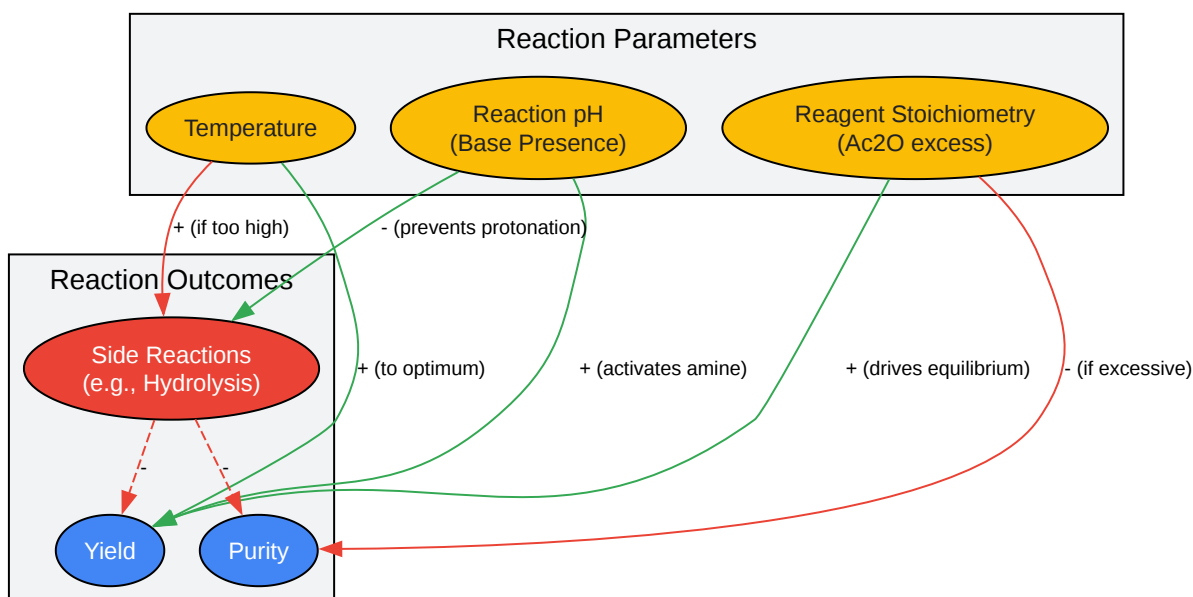 Reaction Parameters
Temperature
Reaction pH
(Base Presence)
Reagent Stoichiometry
(Ac2O excess)
+ (if too high)
- (prevents protonation)
Reaction Outcomes
Side Reactions
(e.g., Hydrolysis)
+ (to optimum)
+ (activates amine)
+ (drives equilibrium)
- (if excessive)
-
-
Yield
Purity